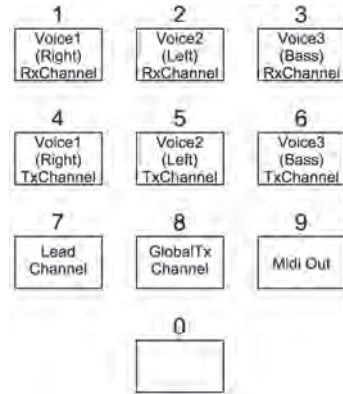 1 2 3
Voice1 Voice2 Voice3
(Right) (Left) (Bass)
RxChannel RxChannel RxChannel
4 5 6
Voice1 Voice2 Voice3
(Right) (Left) (Bass)
TxChannel TxChannel TxChannel
7 8 9
Lead GlobalTx Midi Out
Channel Channel
0